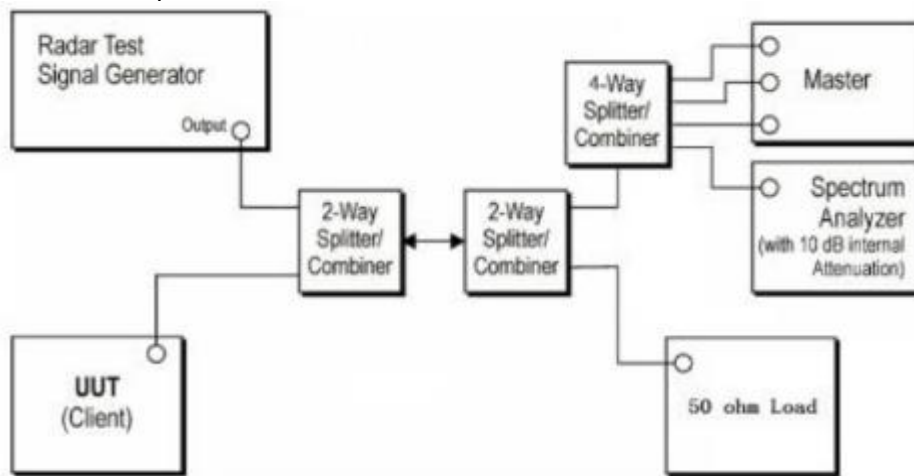 Radar Test
Signal Generator
Output
4-Way
Splitter/
Combiner
Master
Spectrum
Analyzer
(with 10 dB internal
Attenuation)
2-Way
Splitter/
Combiner
2-Way
Splitter/
Combiner
UUT
(Client)
50 ohm Load